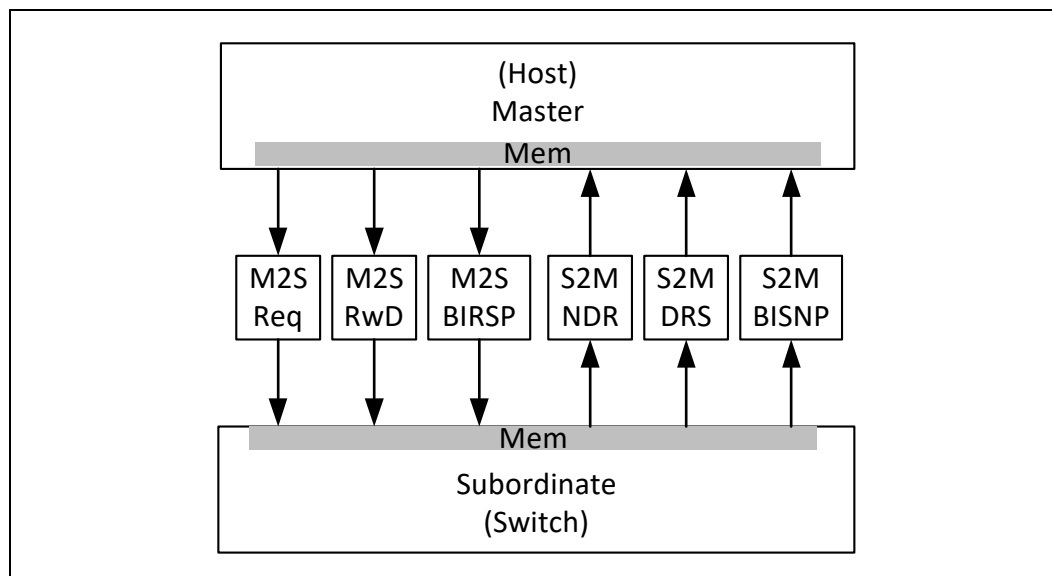 (Host)
Master
Mem
M2S
Req
M2S
RwD
M2S
BIRSP
S2M
NDR
S2M
DRS
S2M
BISNP
Mem
Subordinate
(Switch)